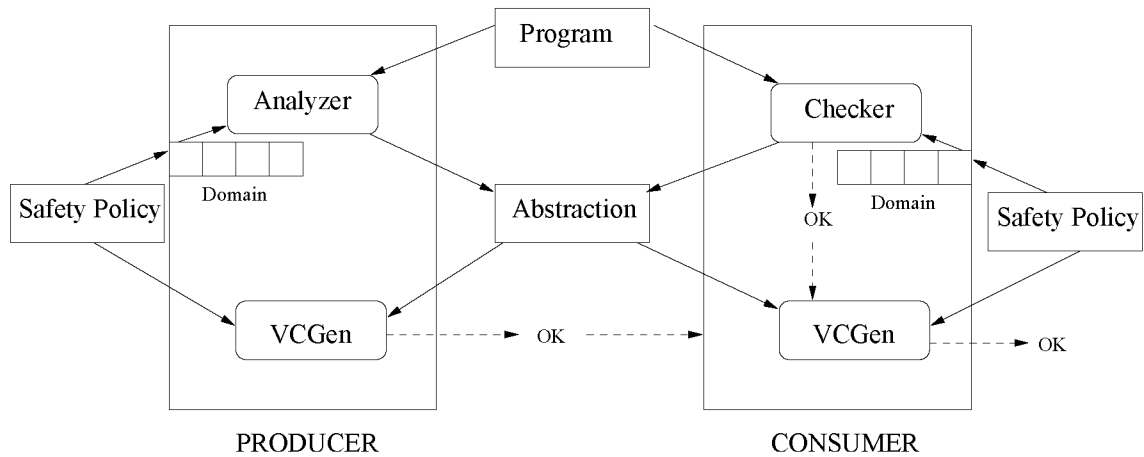 Program
Analyzer
Checker
Domain
Domain
Safety Policy
Abstraction
OK
Safety Policy
VCGen
OK
VCGen
OK
PRODUCER
CONSUMER